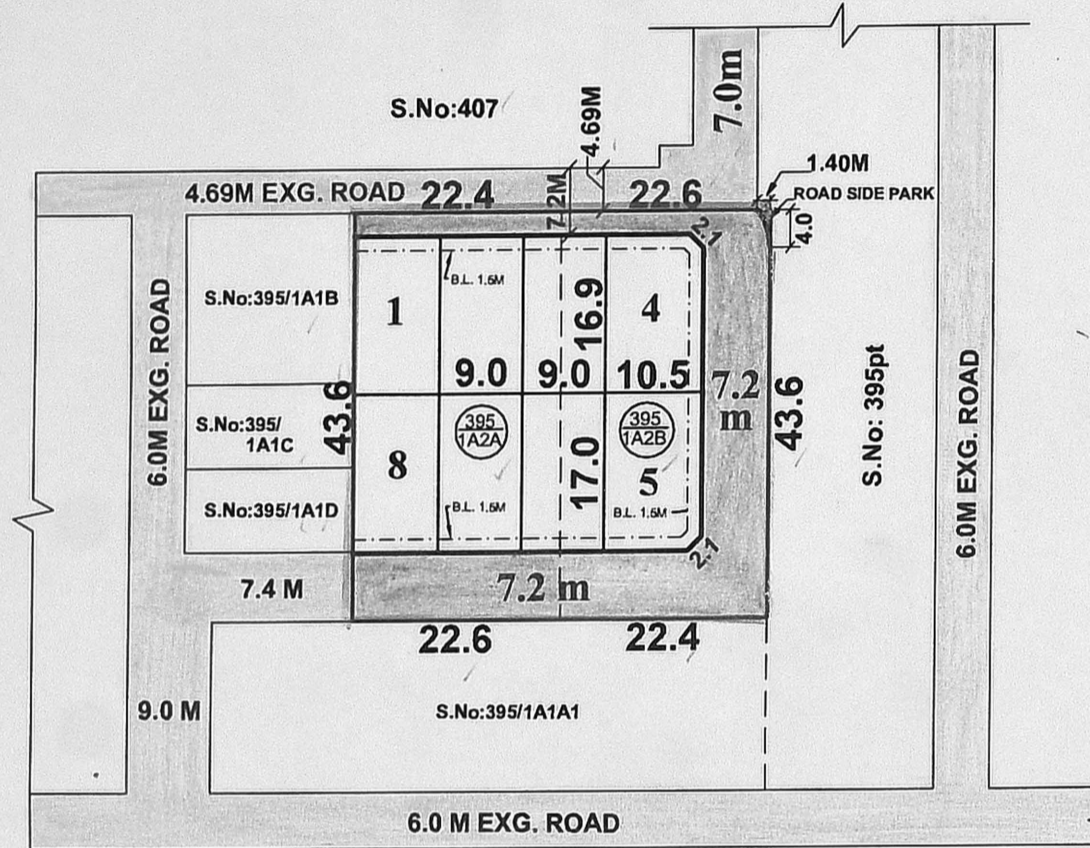 7.0m
S.No:407
4.69M
1.40M
ROAD SIDE PARK
4.69M EXG. ROAD
22.4
7.2M
22.6
4.0
2.1
B.L. 1.5M
S.No:395/1A1B
1
16.9
4
6.0M EXG. ROAD
9.0
9.0
10.5
7.2
m
43.6
43.6
S.No: 395pt
6.0M EXG. ROAD
S.No:395/
1A1C
395
1A2A
395
1A2B
8
17.0
5
S.No:395/1A1D
B.L. 1.5M
B.L. 1.5M
2.1
7.4 M
7.2 m
22.6
22.4
9.0 M
S.No:395/1A1A1
6.0 M EXG. ROAD